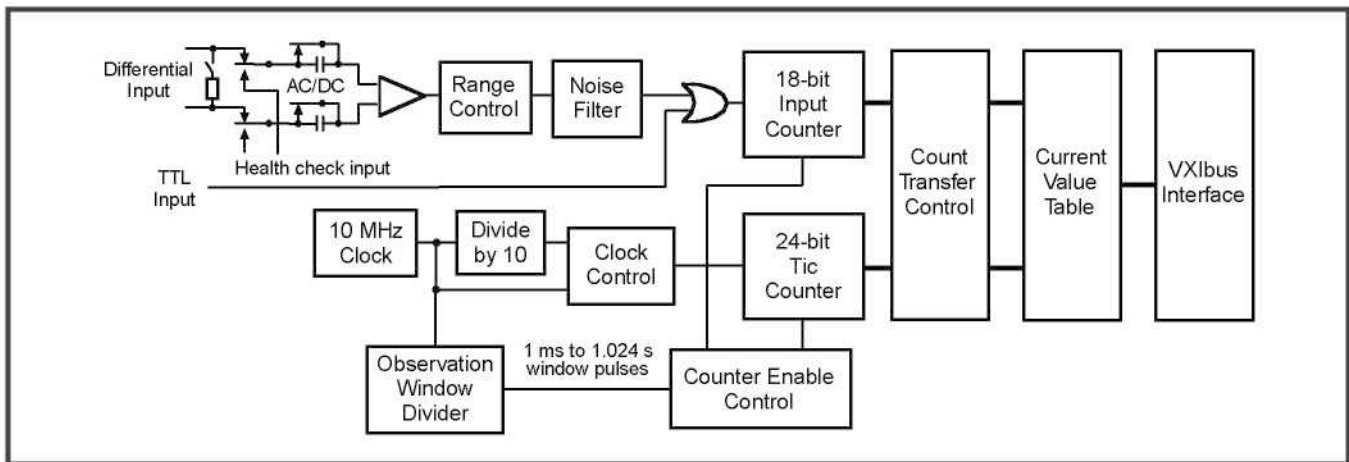 Differential
Input
AC/DC
Range
Control
Noise
Filter
18-bit
Input
Counter
Health check input
TTL
Input
Count
Transfer
Control
Current
Value
Table
VXIbus
Interface
10 MHz
Clock
Divide
by 10
Clock
Control
24-bit
Tic
Counter
Observation
Window
Divider
1 ms to 1.024 s
window pulses
Counter Enable
Control